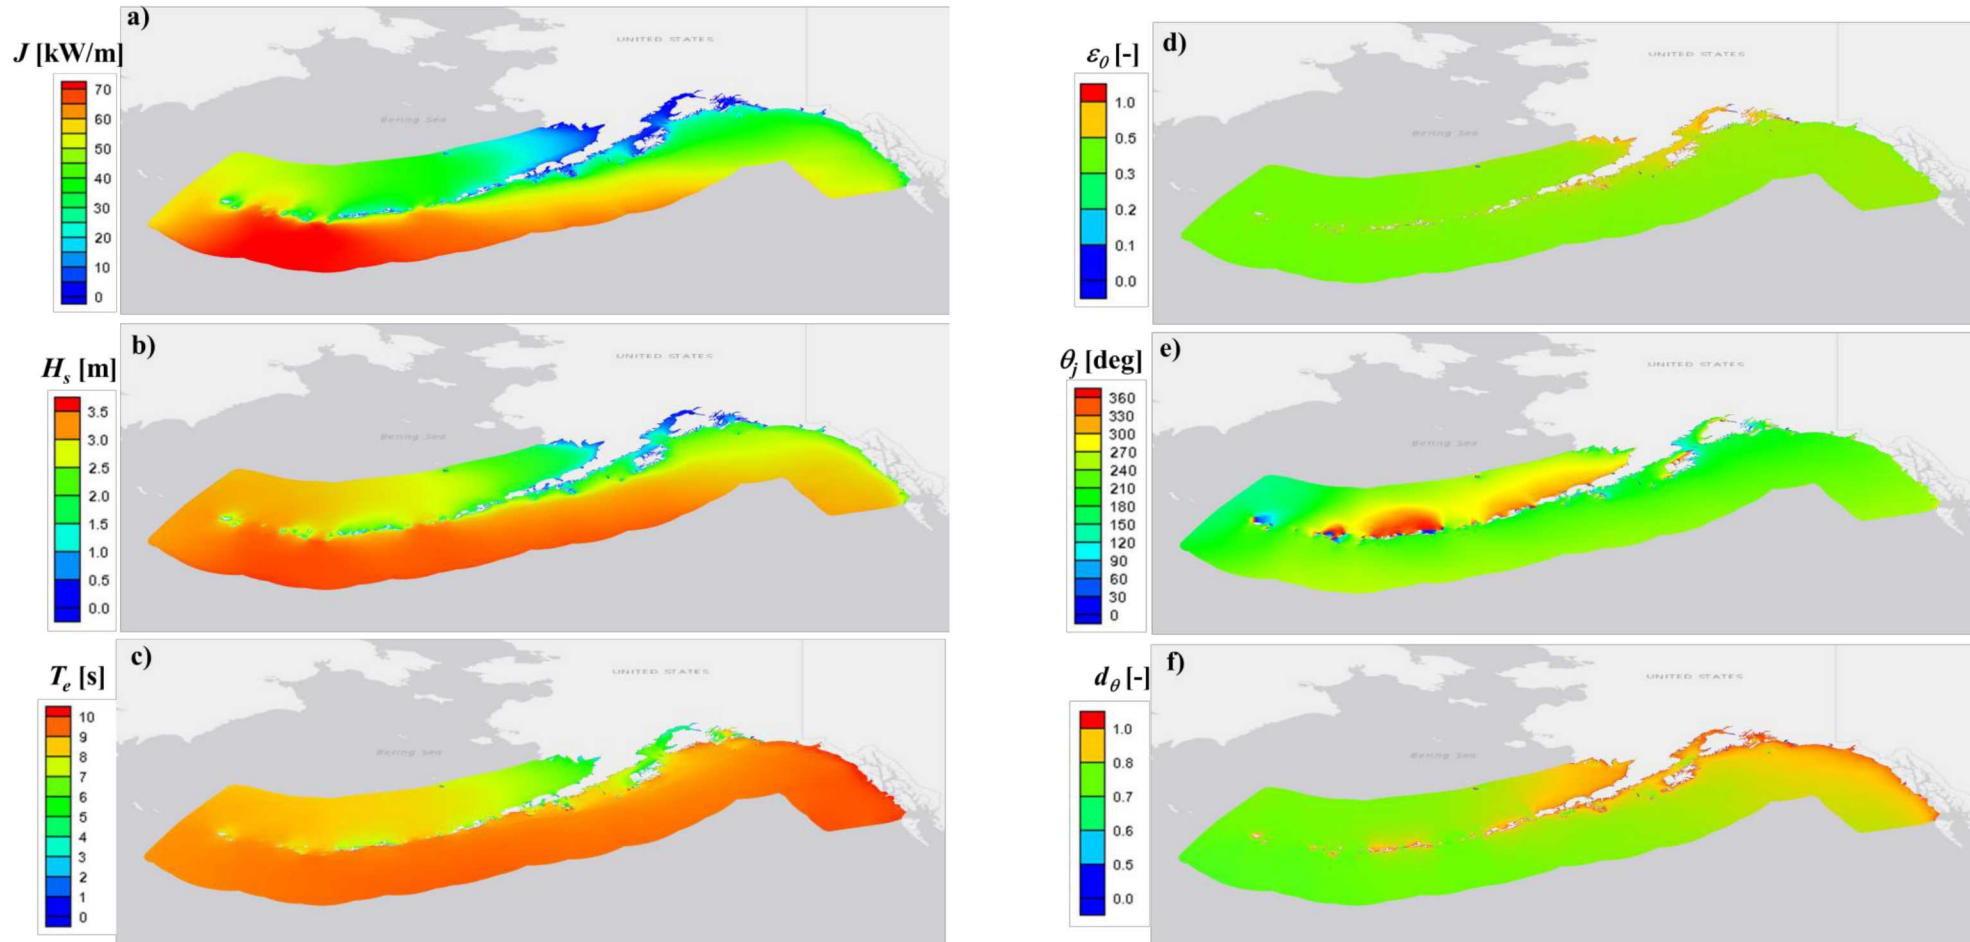 a)
UNITED STATES
J [kW/m]
70
60
50
40
30
20
10
0
Bering Sea
b)
UNITED STATES
H_s [m]
3.5
3.0
2.5
2.0
1.5
1.0
0.5
0.0
Bering Sea
c)
UNITED STATES
T_e [s]
10
9
8
7
6
5
4
3
2
1
0
Bering Sea
d)
UNITED STATES
ε_0 [-]
1.0
0.5
0.3
0.2
0.1
0.0
Bering Sea
e)
UNITED STATES
θ_j [deg]
360
330
300
270
240
210
180
150
120
90
60
30
0
Bering Sea
f)
UNITED STATES
d_θ [-]
1.0
0.8
0.7
0.6
0.5
0.0
Bering Sea